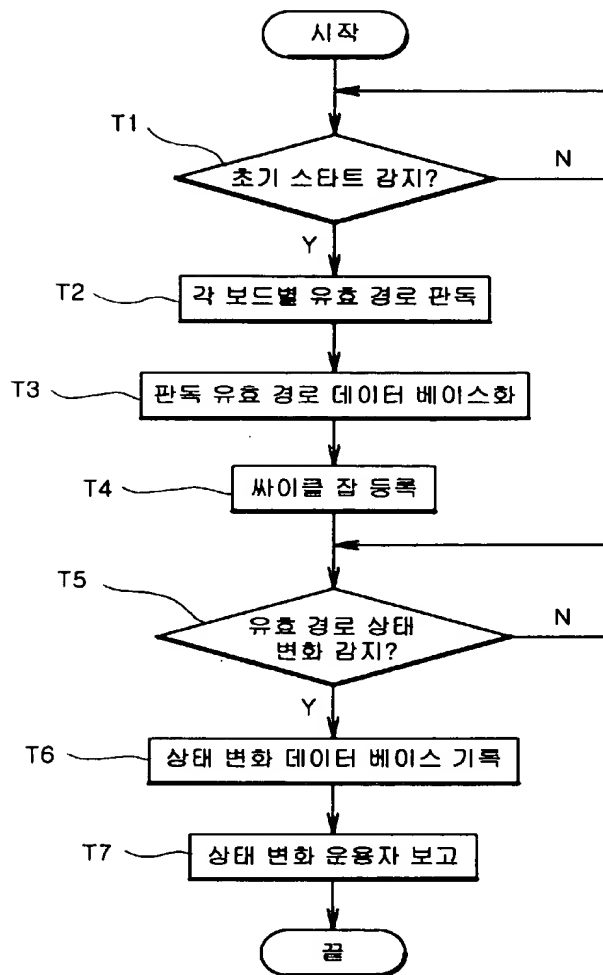 시작
T1
초기 스타트 감지?
N
Y
T2
각 보드별 유효 경로 판독
T3
판독 유효 경로 데이터 베이스화
T4
싸이클 잡 등록
T5
유효 경로 상태
변화 감지?
N
Y
T6
상태 변화 데이터 베이스 기록
T7
상태 변화 운용자 보고
끝